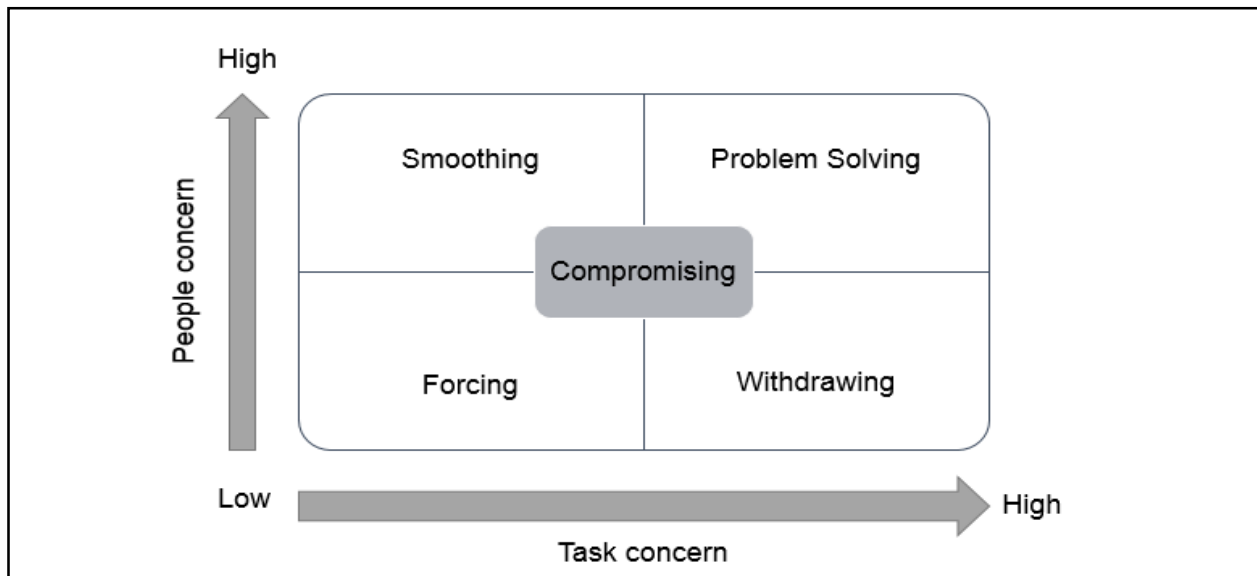 High
Smoothing
Problem Solving
People concern
Compromising
Forcing
Withdrawing
Low
High
Task concern